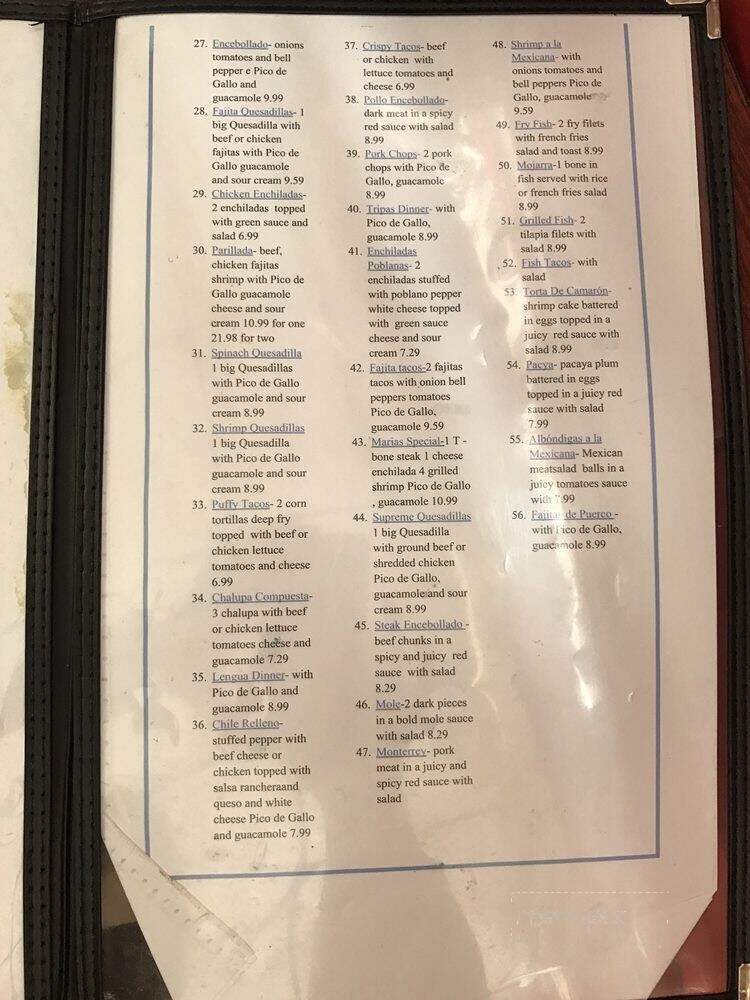 27. Encebollado- onions
tomatoes and bell
pepper e Pico de
Gallo and
guacamole 9.99
28. Fajita Quesadillas- 1
big Quesadilla with
beef or chicken
fajitas with Pico de
Gallo guacamole
and sour cream 9.59
29. Chicken Enchiladas-
2 enchiladas topped
with green sauce and
salad 6.99
30. Parillada- beef,
chicken fajitas
shrimp with Pico de
Gallo guacamole
cheese and sour
cream 10.99 for one
21.98 for two
31. Spinach Quesadilla
1 big Quesadillas
with Pico de Gallo
guacamole and sour
cream 8.99
32. Shrimp Quesadillas
1 big Quesadilla
with Pico de Gallo
guacamole and sour
cream 8.99
33. Puffy Tacos- 2 corn
tortillas deep fry
topped with beef or
chicken lettuce
tomatoes and cheese
6.99
34. Chalupa Compuesta-
3 chalupa with beef
or chicken lettuce
tomatoes cheese and
guacamole 7.29
35. Lengua Dinner- with
Pico de Gallo and
guacamole 8.99
36. Chile Relleno-
stuffed pepper with
beef cheese or
chicken topped with
salsa rancheraand
queso and white
cheese Pico de Gallo
and guacamole 7.99
37. Crispy Tacos- beef
or chicken with
lettuce tomatoes and
cheese 6.99
38. Pollo Encebollado-
dark meat in a spicy
red sauce with salad
8.99
39. Pork Chops- 2 pork
chops with Pico de
Gallo, guacamole
8.99
40. Tripas Dinner- with
Pico de Gallo,
guacamole 8.99
41. Enchiladas
Poblanas- 2
enchiladas stuffed
with poblano pepper
white cheese topped
with green sauce
cheese and sour
cream 7.29
42. Fajita tacos-2 fajitas
tacos with onion bell
peppers tomatoes
Pico de Gallo,
guacamole 9.59
43. Marias Special-1 T -
bone steak 1 cheese
enchilada 4 grilled
shrimp Pico de Gallo
, guacamole 10.99
44. Supreme Quesadillas
1 big Quesadilla
with ground beef or
shredded chicken
Pico de Gallo,
guacamole and sour
cream 8.99
45. Steak Encebollado -
beef chunks in a
spicy and juicy red
sauce with salad
8.29
46. Mole-2 dark pieces
in a bold mole sauce
with salad 8.29
47. Monterrey- pork
meat in a juicy and
spicy red sauce with
salad
48. Shrimp a la
Mexicana- with
onions tomatoes and
bell peppers Pico de
Gallo, guacamole
9.59
49. Fry Fish- 2 fry filets
with french fries
salad and toast 8.99
50. Mojarra-1 bone in
fish served with rice
or french fries salad
8.99
51. Grilled Fish- 2
tilapia filets with
salad 8.99
52. Fish Tacos- with
salad
53. Torta De Camarón-
shrimp cake battered
in eggs topped in a
juicy red sauce with
salad 8.99
54. Pacya- pacaya plum
battered in eggs
topped in a juicy red
sauce with salad
7.99
55. Albóndigas a la
Mexicana- Mexican
meatsalad balls in a
juicy tomatoes sauce
with 7.99
56. Fajitas de Puerco -
with Pico de Gallo,
guacamole 8.99